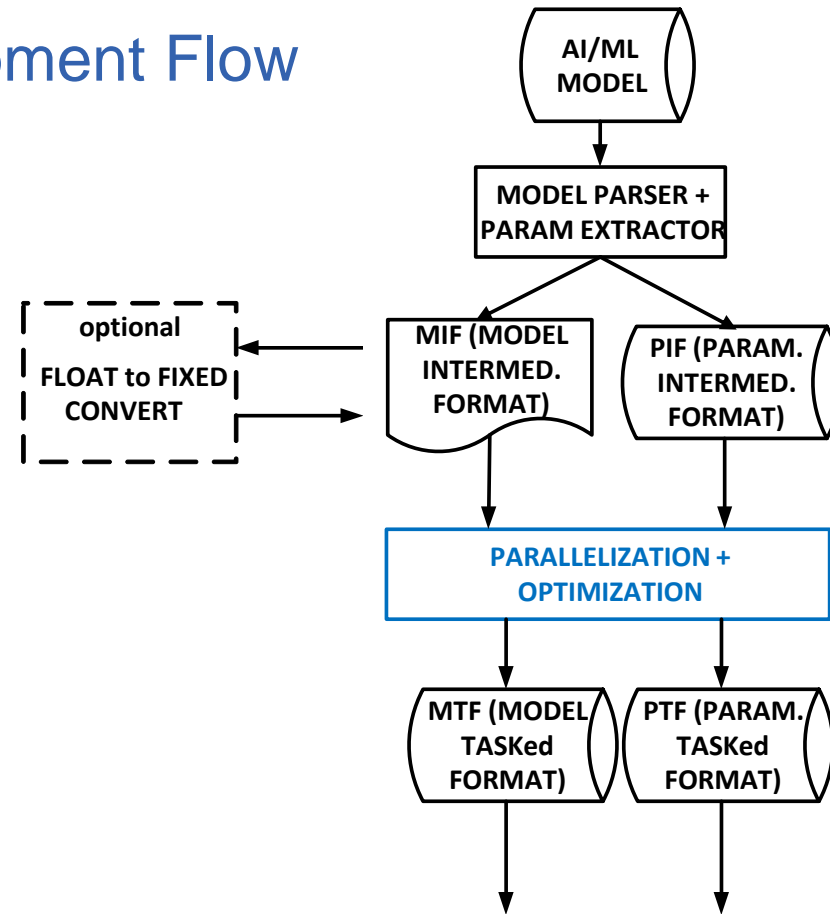 oment Flow
AI/ML
MODEL
MODEL PARSER +
PARAM EXTRACTOR
optional
FLOAT to FIXED
CONVERT
MIF (MODEL
INTERMED.
FORMAT)
PIF (PARAM.
INTERMED.
FORMAT)
PARALLELIZATION +
OPTIMIZATION
MTF (MODEL
TASKed
FORMAT)
PTF (PARAM.
TASKed
FORMAT)